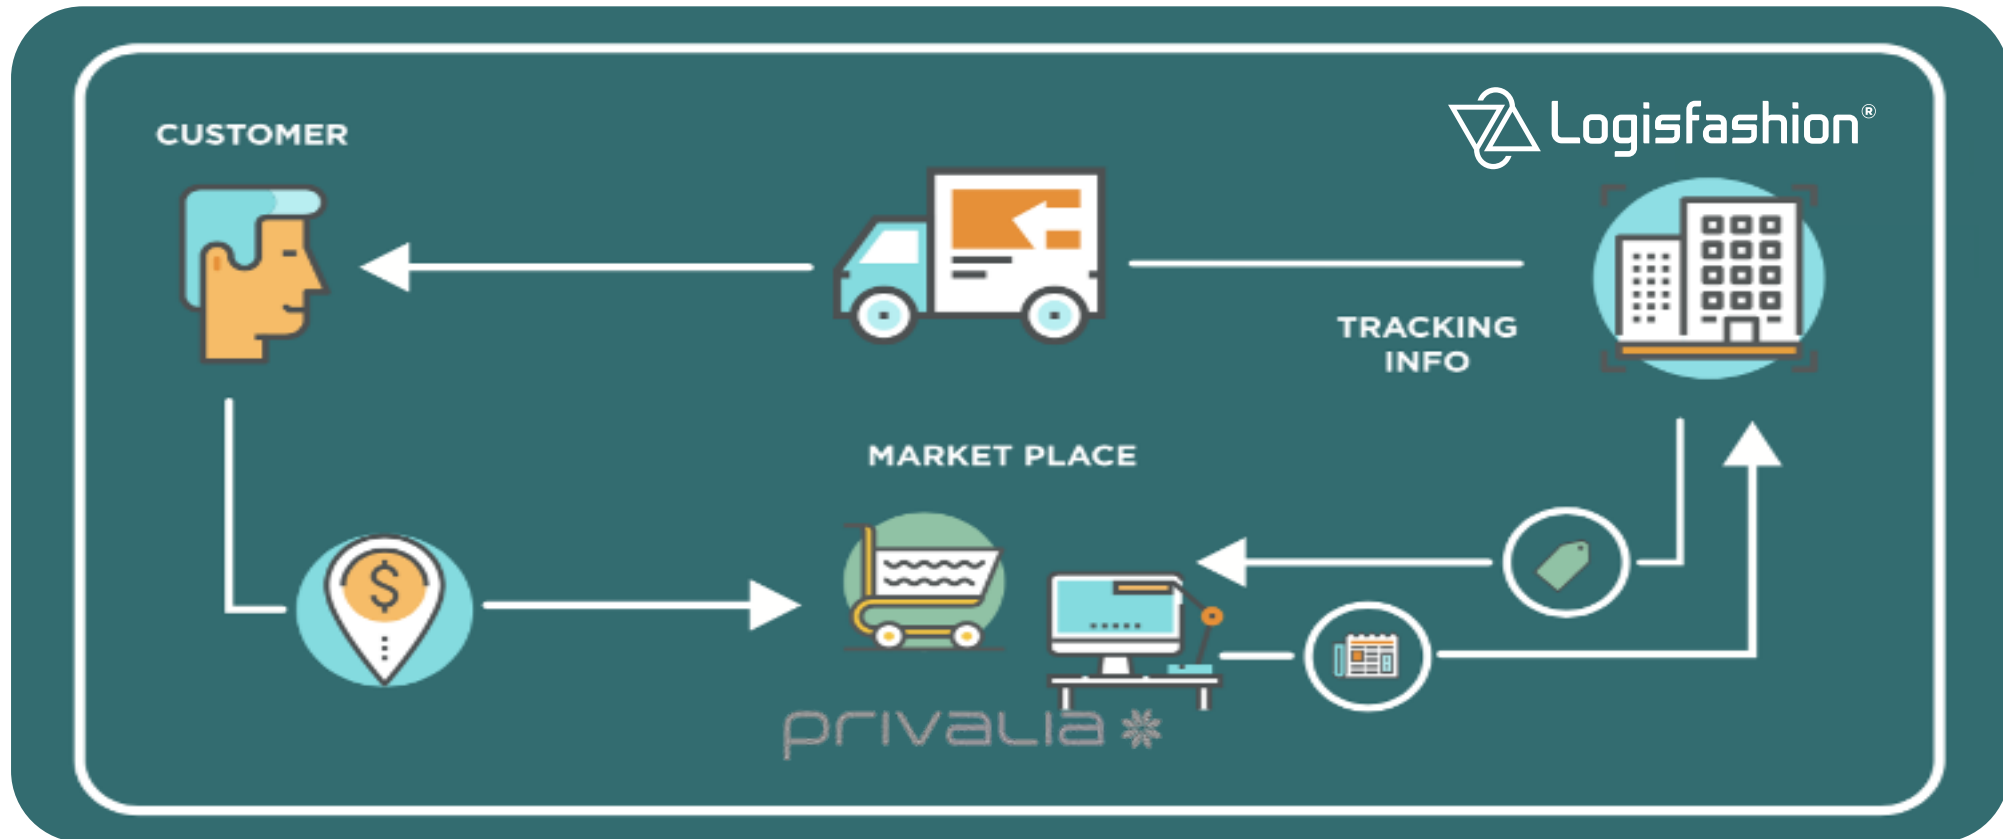 CUSTOMER
Logisfashion®
TRACKING
INFO
MARKET PLACE
$
privalia